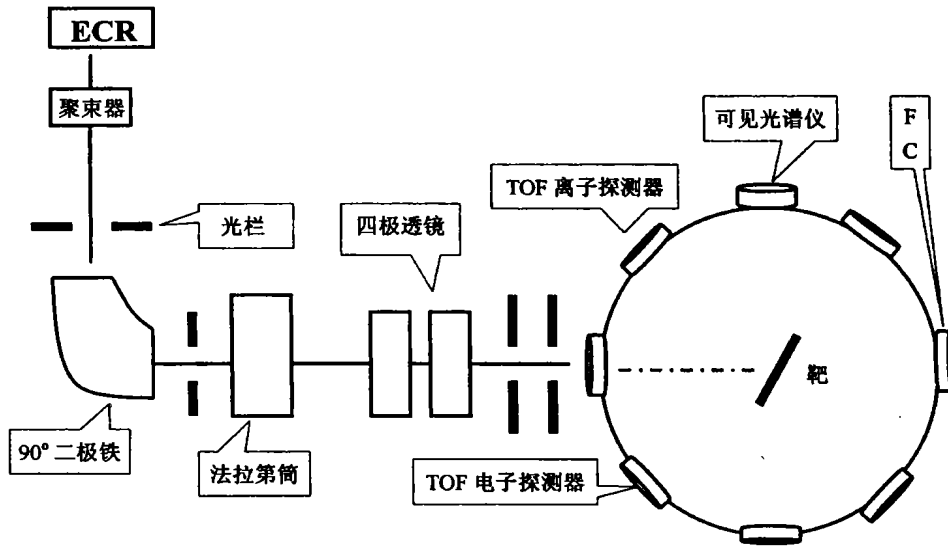 ECR
聚束器
可见光谱仪
F
C
TOF 离子探测器
光栏
四极透镜
靶
90° 二极铁
法拉第筒
TOF 电子探测器